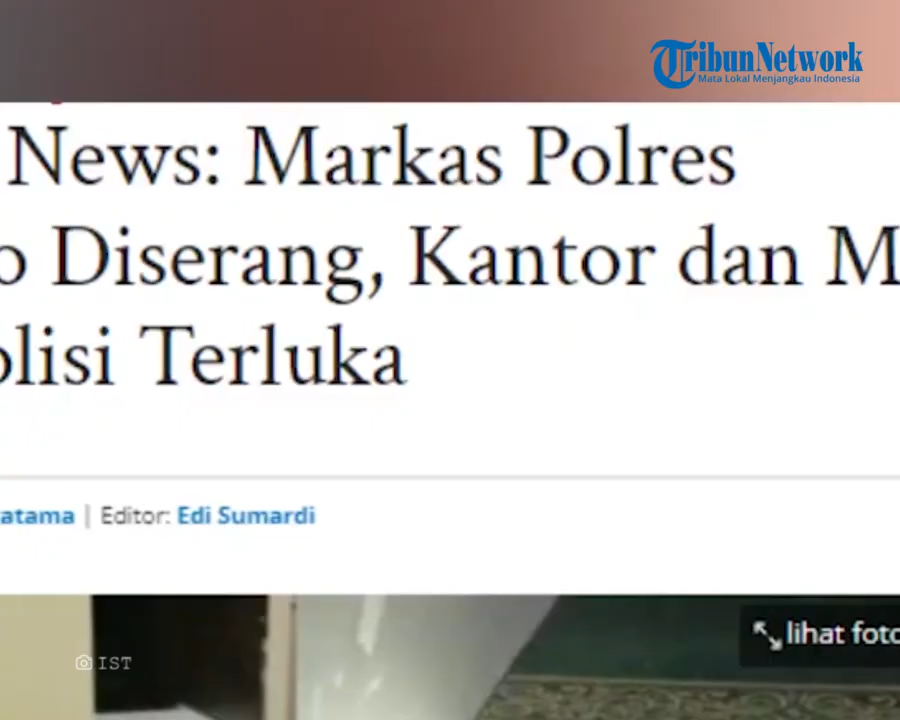 TribunNetwork
Mata Lokal Menjangkau Indonesia
News: Markas Polres
o Diserang, Kantor dan M
olisi Terluka
atama | Editor: Edi Sumardi
lihat foto
IST